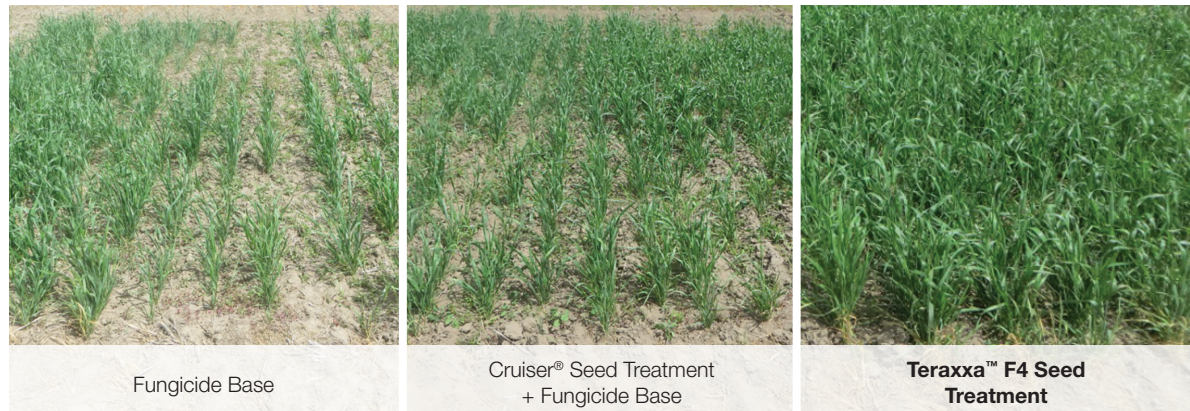 Fungicide Base
Cruiser® Seed Treatment
+ Fungicide Base
Teraxxa™ F4 Seed
Treatment